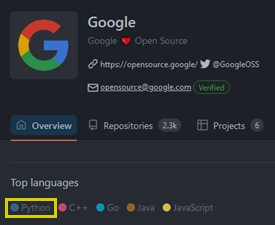 Google
Google ❤ Open Source
https://opensource.google/ @GoogleOSS
opensource@google.com Verified
Overview Repositories 2.3k Projects 6
Top languages
Python C++ Go Java JavaScript